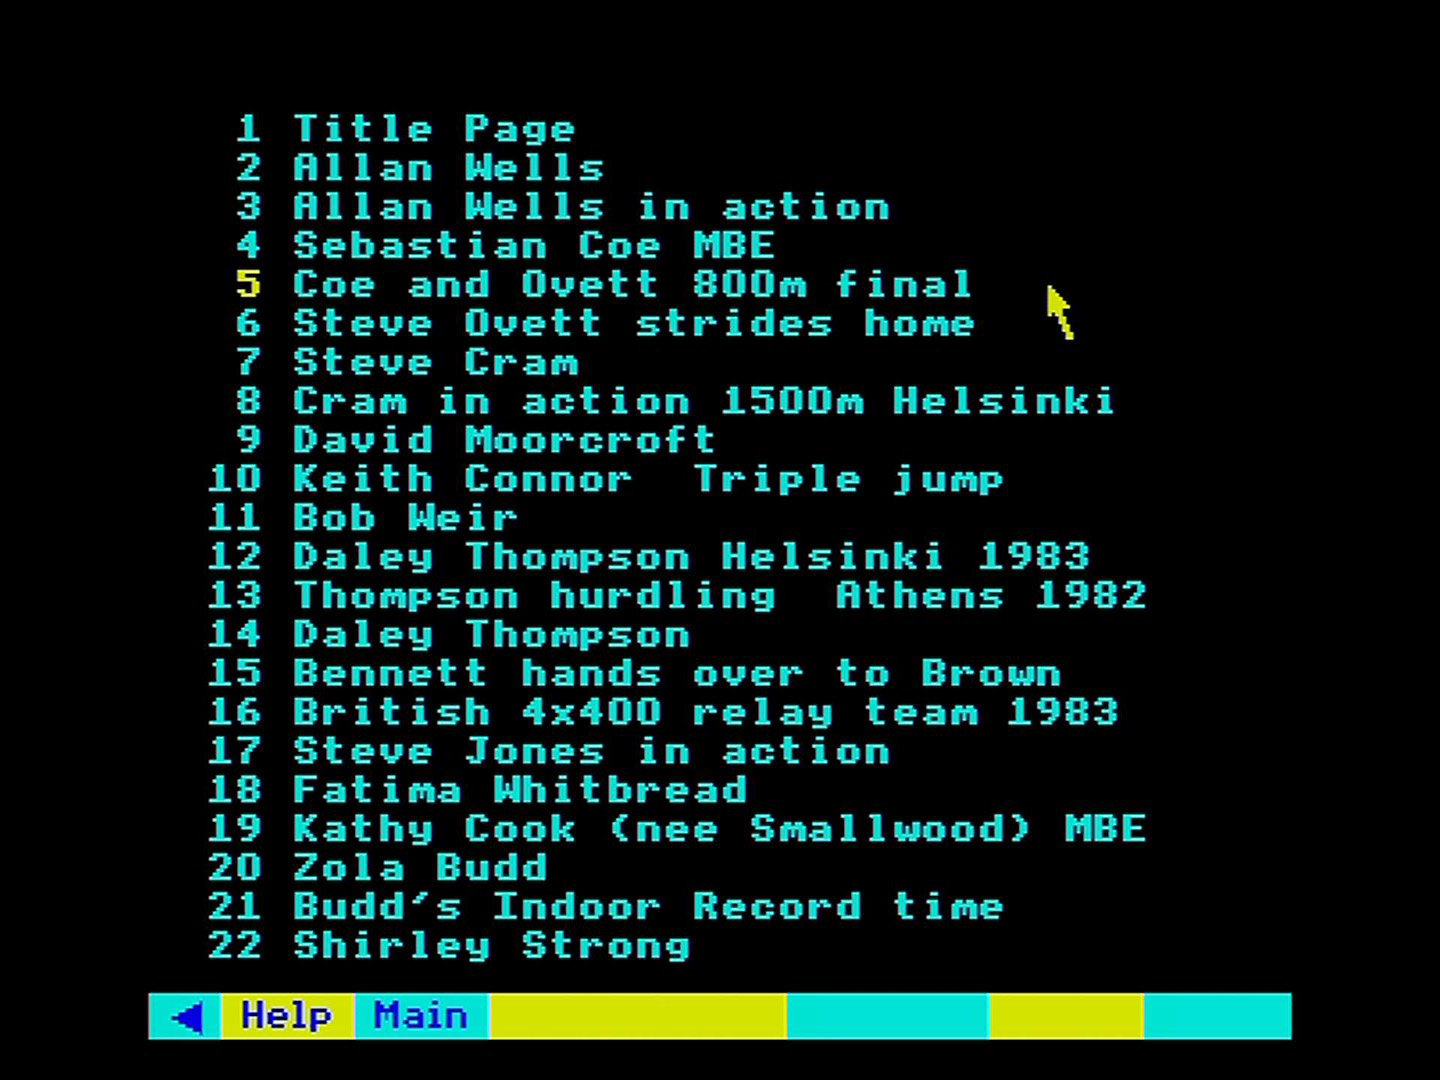 1 Title Page
2 Allan Wells
3 Allan Wells in action
4 Sebastian Coe MBE
5 Coe and Ovett 800m final
6 Steve Ovett strides home
7 Steve Cram
8 Cram in action 1500m Helsinki
9 David Moorcroft
10 Keith Connor  Triple jump
11 Bob Weir
12 Daley Thompson Helsinki 1983
13 Thompson hurdling  Athens 1982
14 Daley Thompson
15 Bennett hands over to Brown
16 British 4x400 relay team 1983
17 Steve Jones in action
18 Fatima Whitbread
19 Kathy Cook (nee Smallwood) MBE
20 Zola Budd
21 Budd's Indoor Record time
22 Shirley Strong
Help Main